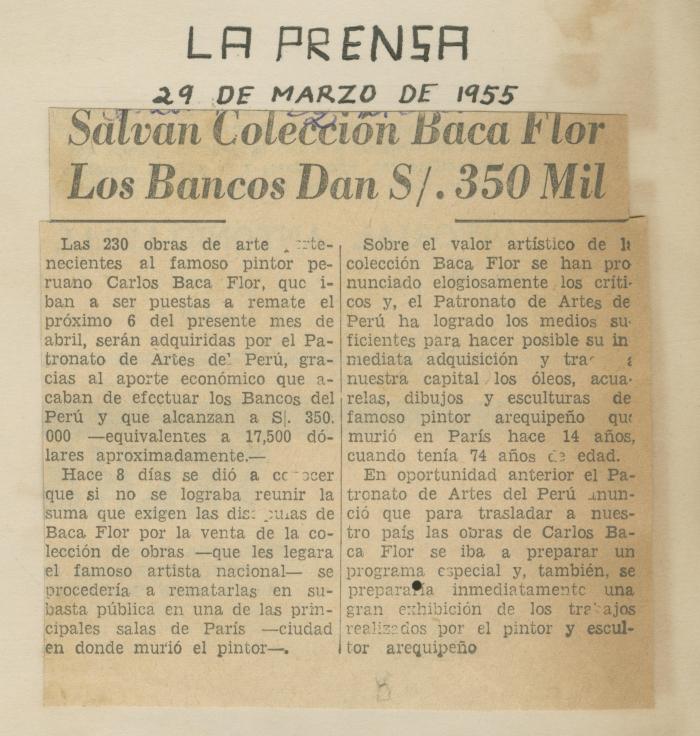 LA PRENSA
29 DE MARZO DE 1955
Salvan Colección Baca Flor
Los Bancos Dan S/. 350 Mil
Las 230 obras de arte
necientes al famoso pintor pe-
ruano Carlos Baca Flor, que i-
ban a ser puestas a remate el
próximo 6 del presente mes de
abril, serán adquiridas por el Pa-
tronato de Artes del Perú, gra-
cias al aporte económico que a-
caban de efectuar los Bancos del
Perú y que alcanzan a S|. 350.
000 —equivalentes a 17,500 dó-
lares aproximadamente.—
Hace 8 días se dió a conocer
que si no se lograba reunir la
suma que exigen las
de
Baca Flor por la venta de la co-
lección de obras —que les legara
el famoso artista nacional— se
procedería a rematarlas en su-
basta pública en una de las prin-
cipales salas de París —ciudad
en donde murió el pintor—.
Sobre el valor artístico de la
colección Baca Flor se han pro
nunciado elogiosamente los críti-
cos y, el Patronato de Artes de
Perú ha logrado los medios su-
ficientes para hacer posible su in
mediata adquisición y
nuestra capital los óleos, acua-
relas, dibujos y esculturas de
famoso pintor arequipeño que
murió en París hace 14 años,
cuando tenía 74 años de edad.
En oportunidad anterior el Pa-
tronato de Artes del Perú anun-
ció que para trasladar a nues-
tro país las obras de Carlos Ba-
ca Flor se iba a preparar un
programa especial y, también, se
prepararía inmediatamente una
gran exhibición de los trabajos
realizados por el pintor y escul-
tor arequipeño